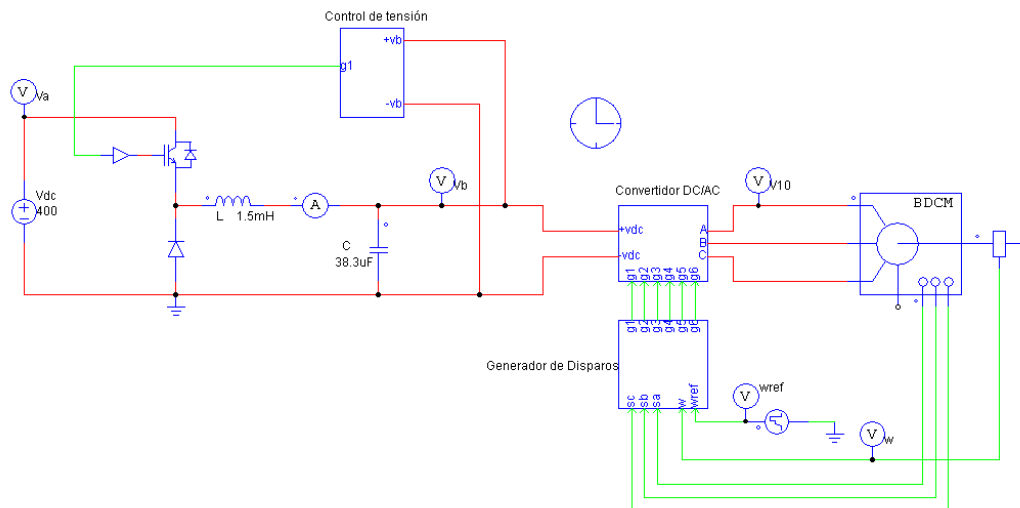 Control de tensión
+vb
g1
-vb
V
Va
Vdc
400
L 1.5mH
A
V
Vb
C
38.3uF
Convertidor DC/AC
+vdc
-vdc
A
B
C
g1 g2 g3 g4 g5 g6
V
V10
BDCM
Generador de Disparos
g1 g2 g3 g4 g5 g6
sc sb sa w wref
V
wref
V
w